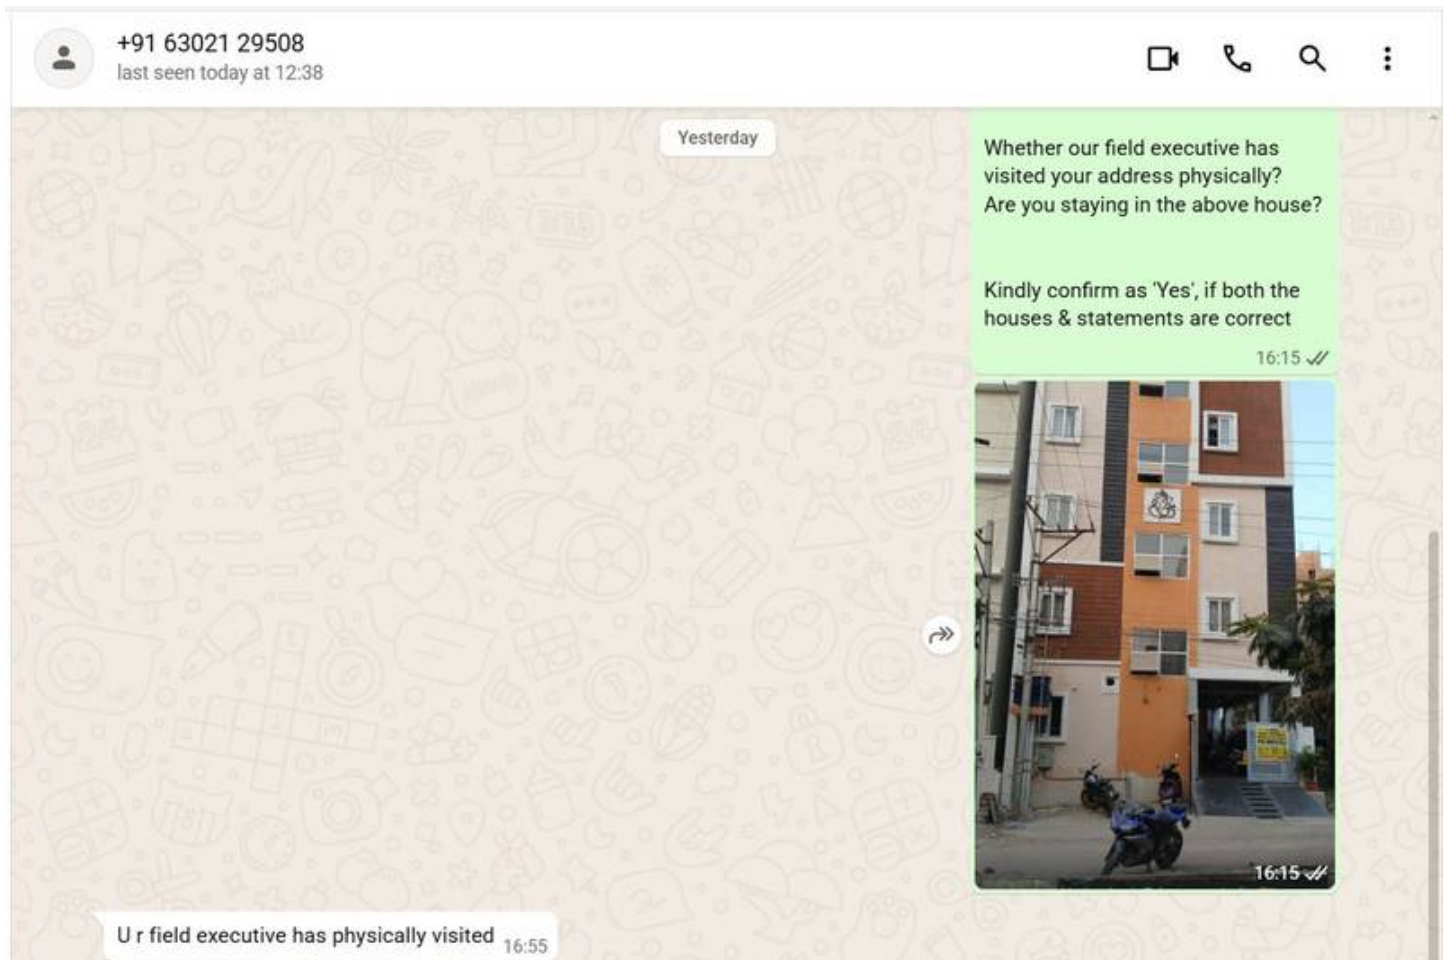 +91 63021 29508
last seen today at 12:38
Yesterday
Whether our field executive has
visited your address physically?
Are you staying in the above house?
Kindly confirm as 'Yes', if both the
houses & statements are correct
16:15
16:15
U r field executive has physically visited 16:55